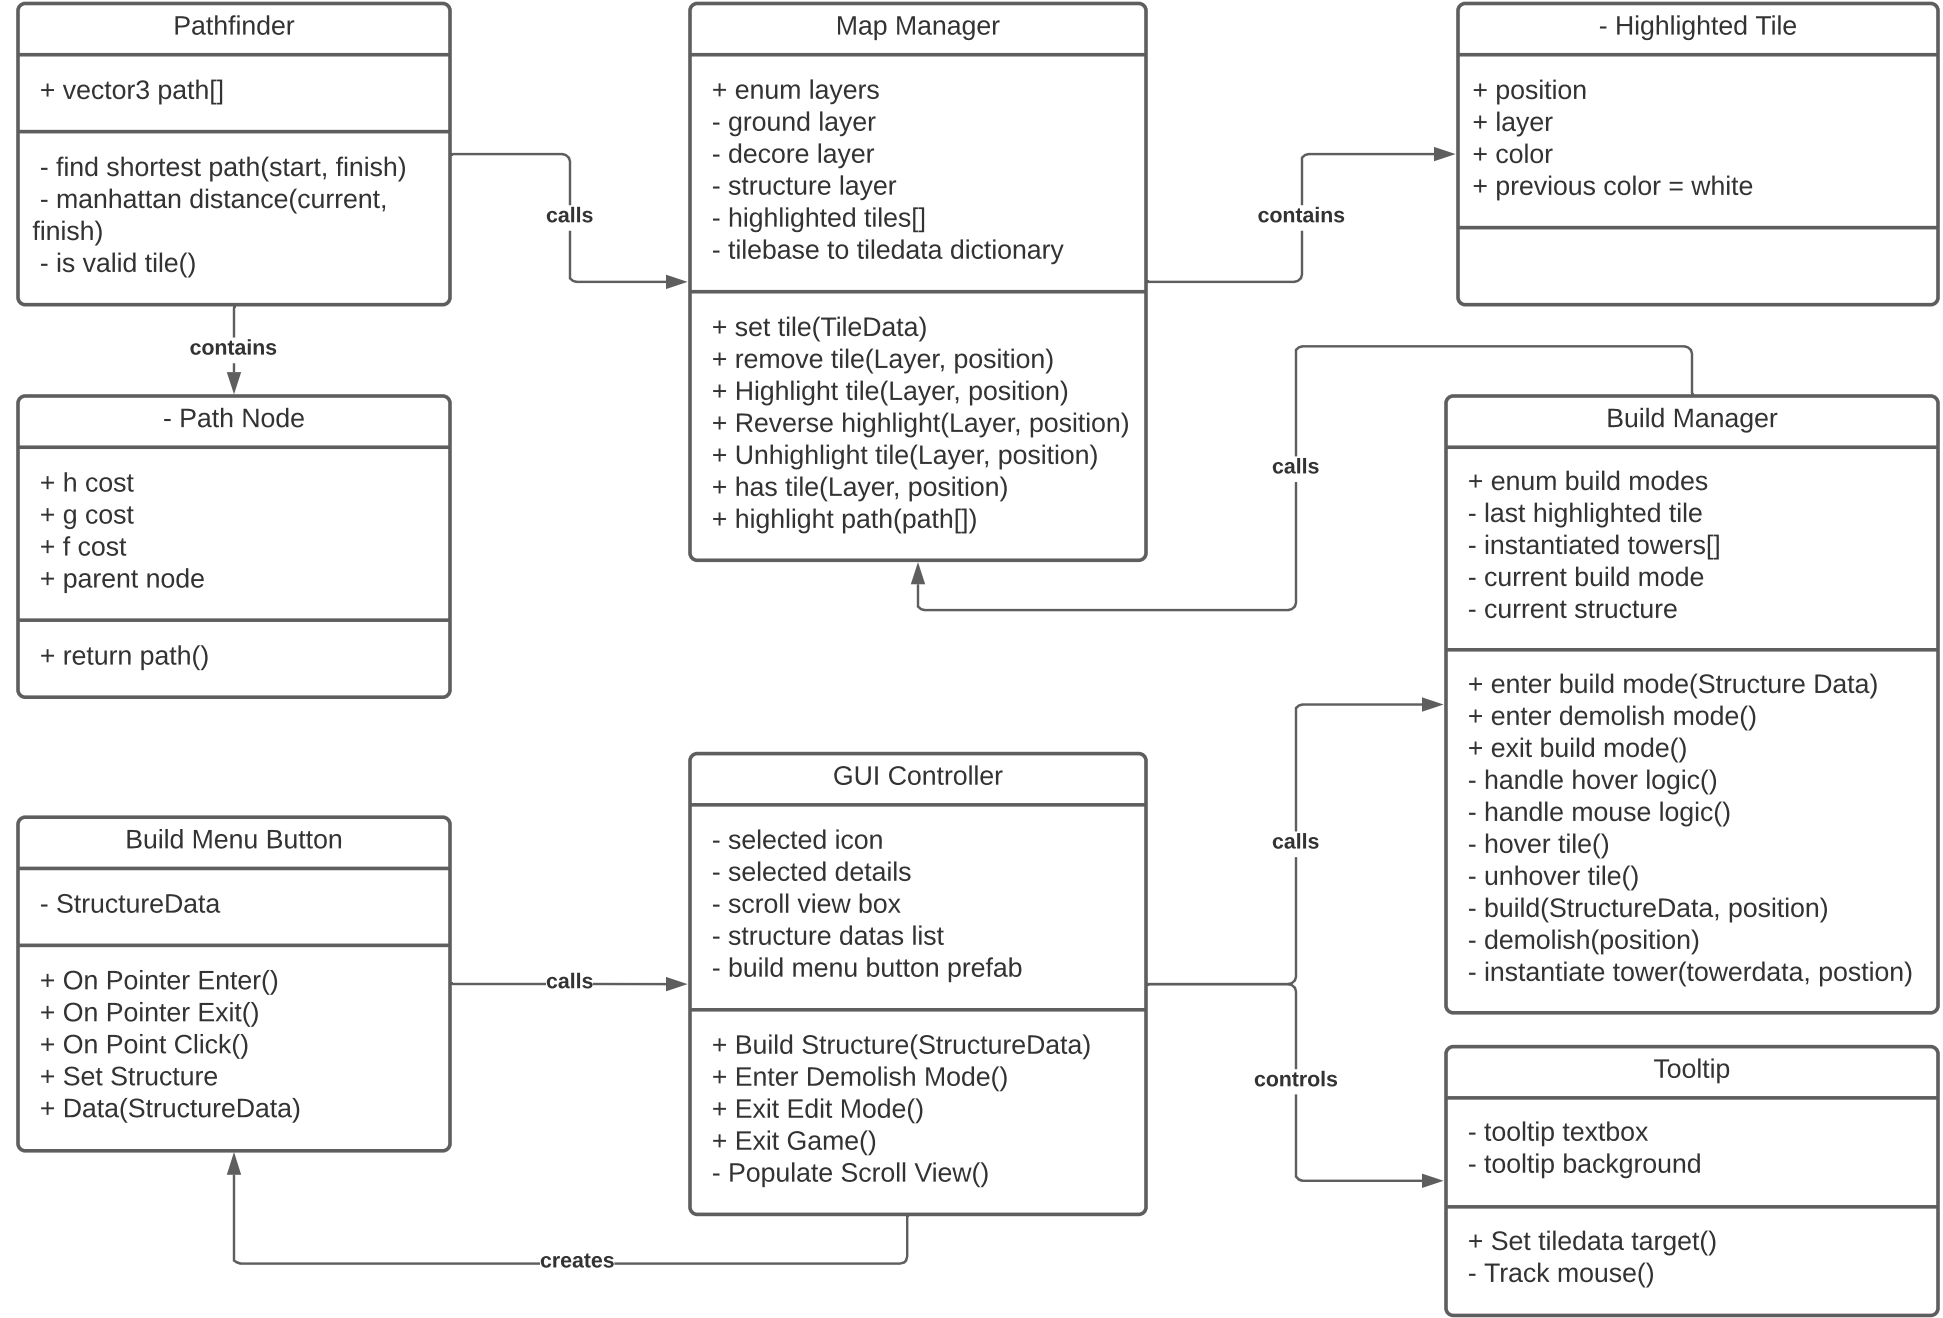 Pathfinder
+ vector3 path[]
- find shortest path(start, finish)
- manhattan distance(current,
finish)
- is valid tile()
calls
contains
- Path Node
+ h cost
+ g cost
+ f cost
+ parent node
+ return path()
Map Manager
+ enum layers
- ground layer
- decore layer
- structure layer
- highlighted tiles[]
- tilebase to tiledata dictionary
+ set tile(TileData)
+ remove tile(Layer, position)
+ Highlight tile(Layer, position)
+ Reverse highlight(Layer, position)
+ Unhighlight tile(Layer, position)
+ has tile(Layer, position)
+ highlight path(path[])
contains
- Highlighted Tile
+ position
+ layer
+ color
+ previous color = white
calls
Build Manager
+ enum build modes
- last highlighted tile
- instantiated towers[]
- current build mode
- current structure
+ enter build mode(Structure Data)
+ enter demolish mode()
+ exit build mode()
- handle hover logic()
- handle mouse logic()
- hover tile()
- unhover tile()
- build(StructureData, position)
- demolish(position)
- instantiate tower(towerdata, postion)
Build Menu Button
- StructureData
+ On Pointer Enter()
+ On Pointer Exit()
+ On Point Click()
+ Set Structure
+ Data(StructureData)
calls
creates
GUI Controller
- selected icon
- selected details
- scroll view box
- structure datas list
- build menu button prefab
+ Build Structure(StructureData)
+ Enter Demolish Mode()
+ Exit Edit Mode()
+ Exit Game()
- Populate Scroll View()
calls
controls
Tooltip
- tooltip textbox
- tooltip background
+ Set tiledata target()
- Track mouse()